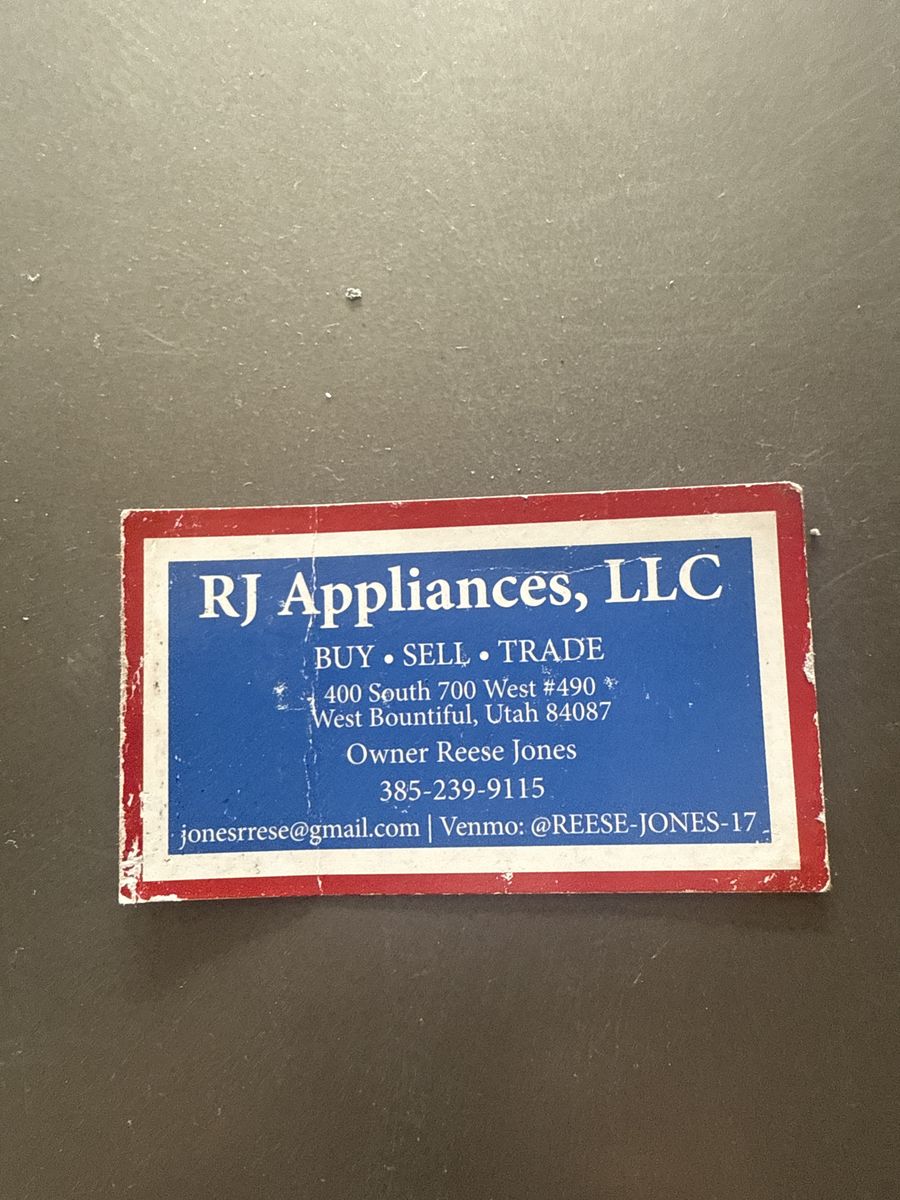 RJ Appliances, LLC
BUY • SELL • TRADE
400 South 700 West #490
West Bountiful, Utah 84087
Owner Reese Jones
385-239-9115
jonesrrese@gmail.com | Venmo: @REESE-JONES-17